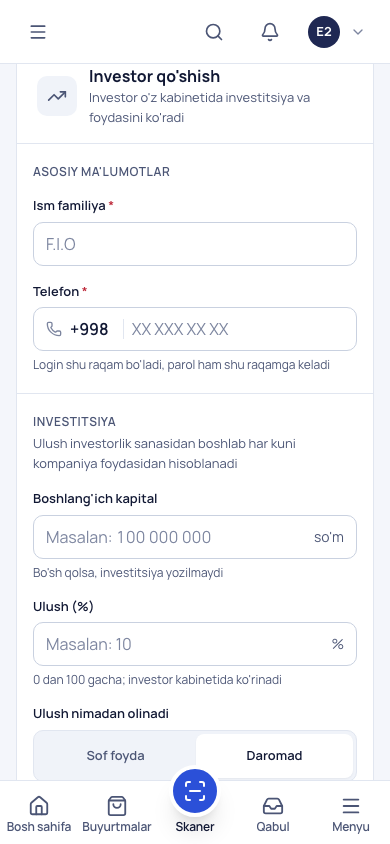 E2
Investor qo'shish
Investor o'z kabinetida investitsiya va
foydasini ko'radi
ASOSIY MA'LUMOTLAR
Ism familiya *
F.I.O
Telefon *
+998 XX XXX XX XX
Login shu raqam bo'ladi, parol ham shu raqamga keladi
INVESTITSIYA
Ulush investorlik sanasidan boshlab har kuni
kompaniya foydasidan hisoblanadi
Boshlang'ich kapital
Masalan: 100 000 000 so'm
Bo'sh qolsa, investitsiya yozilmaydi
Ulush (%)
Masalan: 10 %
0 dan 100 gacha; investor kabinetida ko'rinadi
Ulush nimadan olinadi
Sof foyda Daromad
Bosh sahifa Buyurtmalar Skaner Qabul Menyu